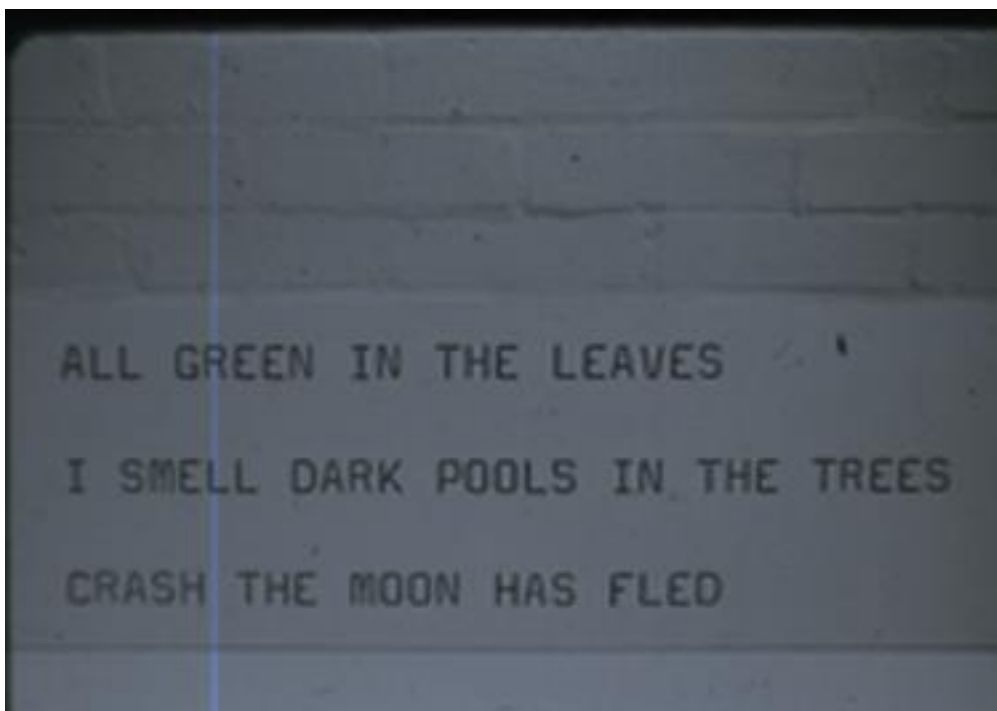 ALL GREEN IN THE LEAVES
I SMELL DARK POOLS IN THE TREES
CRASH THE MOON HAS FLED